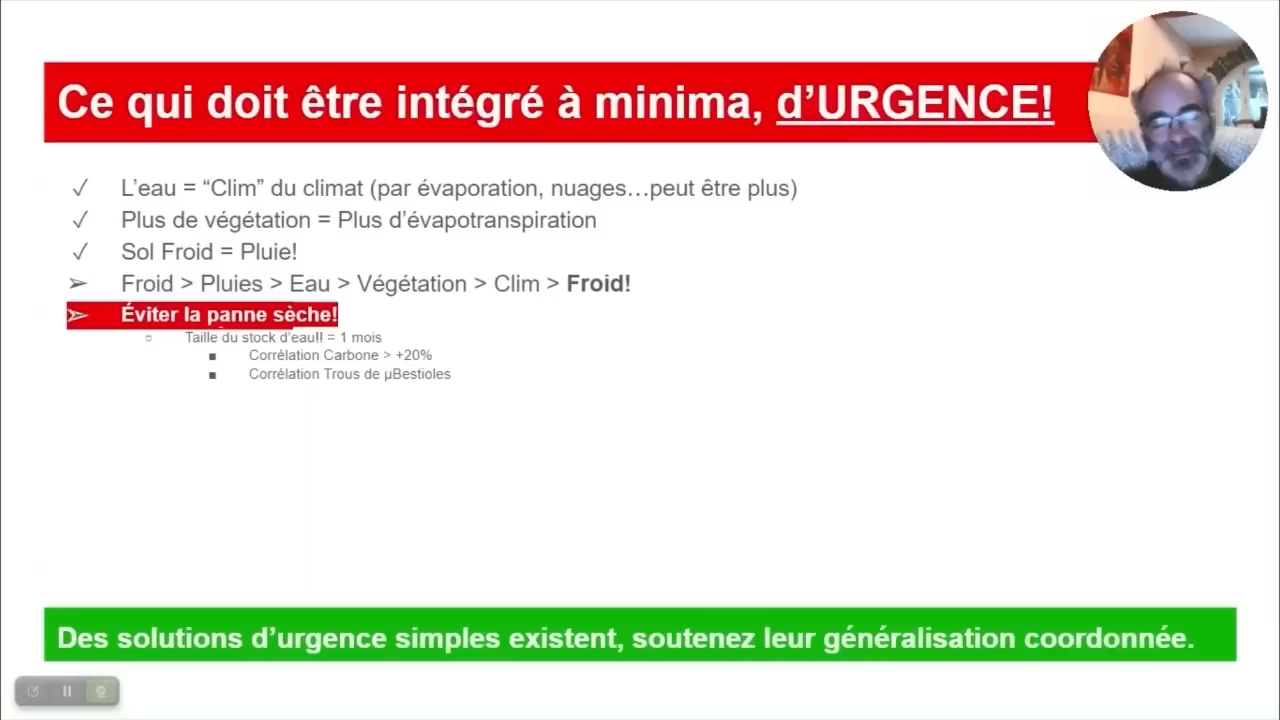 Ce qui doit être intégré à minima, d’URGENCE!
✓ L’eau = “Clim” du climat (par évaporation, nuages…peut être plus)
✓ Plus de végétation = Plus d’évapotranspiration
✓ Sol Froid = Pluie!
➢ Froid > Pluies > Eau > Végétation > Clim > Froid!
➢ Éviter la panne sèche!
○ Taille du stock d’eau!! = 1 mois
■ Corrélation Carbone > +20%
■ Corrélation Trous de µBestioles
Des solutions d’urgence simples existent, soutenez leur généralisation coordonnée.